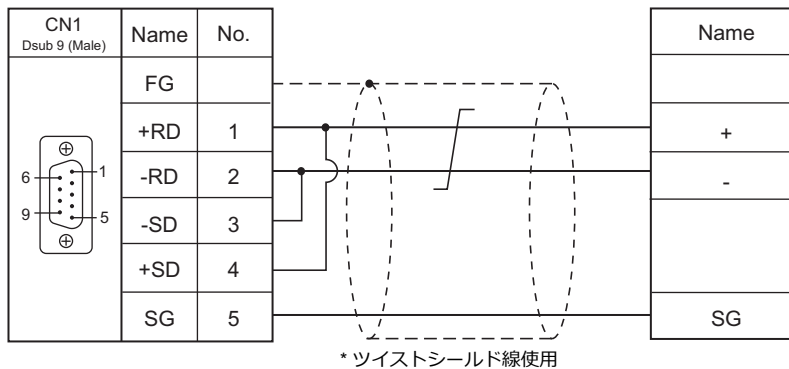 CN1
Dsub 9 (Male)
Name
No.
FG
+RD
1
-RD
2
-SD
3
+SD
4
SG
5
6
1
9
5
Name
+
-
SG
* ツイストシールド線使用